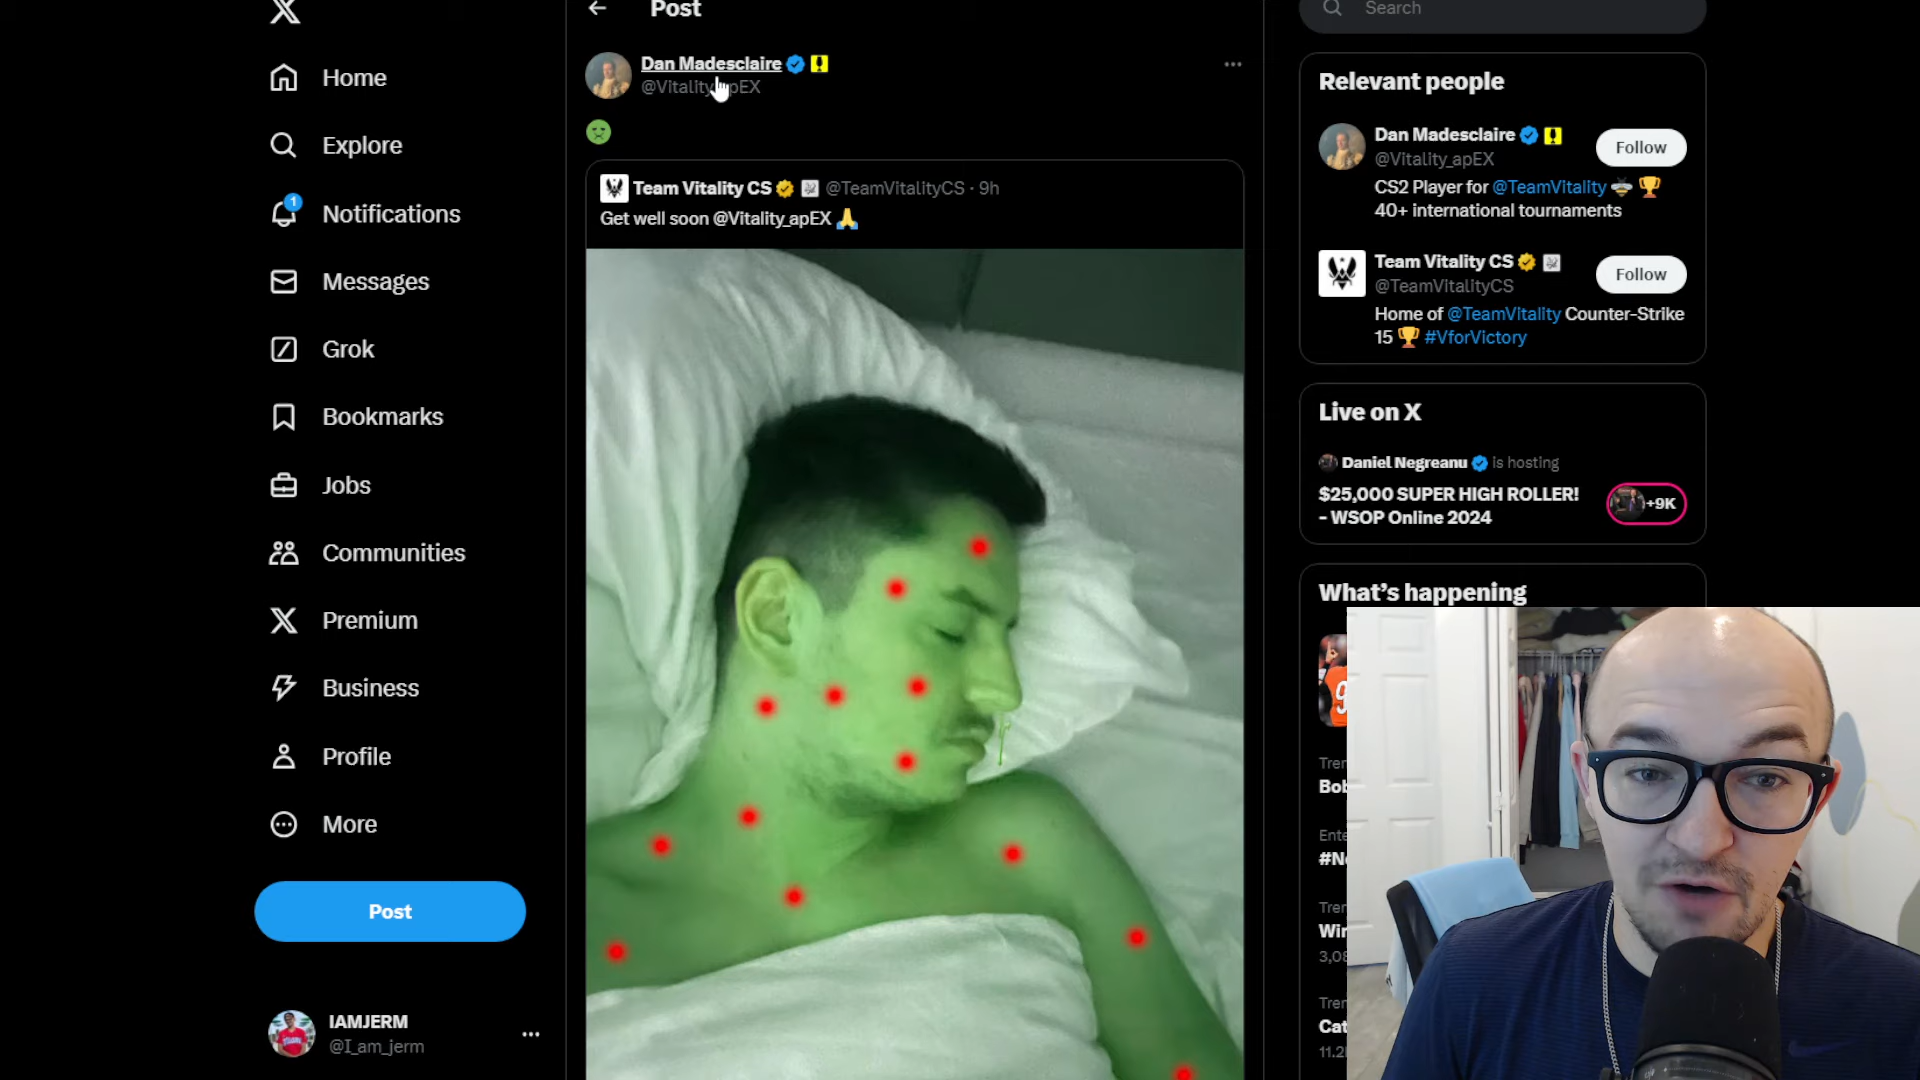 Home
Explore
1
Notifications
Messages
Grok
Bookmarks
Jobs
Communities
Premium
Business
Profile
More
Post
IAMJERM
@I_am_jerm
Post
Dan Madesclaire
Team Vitality CS @TeamVitalityCS · 9h
Get well soon @Vitality_apEX
Search
Relevant people
Dan Madesclaire
@Vitality_apEX
Follow
CS2 Player for @TeamVitality
40+ international tournaments
Team Vitality CS
@TeamVitalityCS
Follow
Home of @TeamVitality Counter-Strike
15 #VforVictory
Live on X
Daniel Negreanu is hosting
$25,000 SUPER HIGH ROLLER!
- WSOP Online 2024
+9K
What's happening